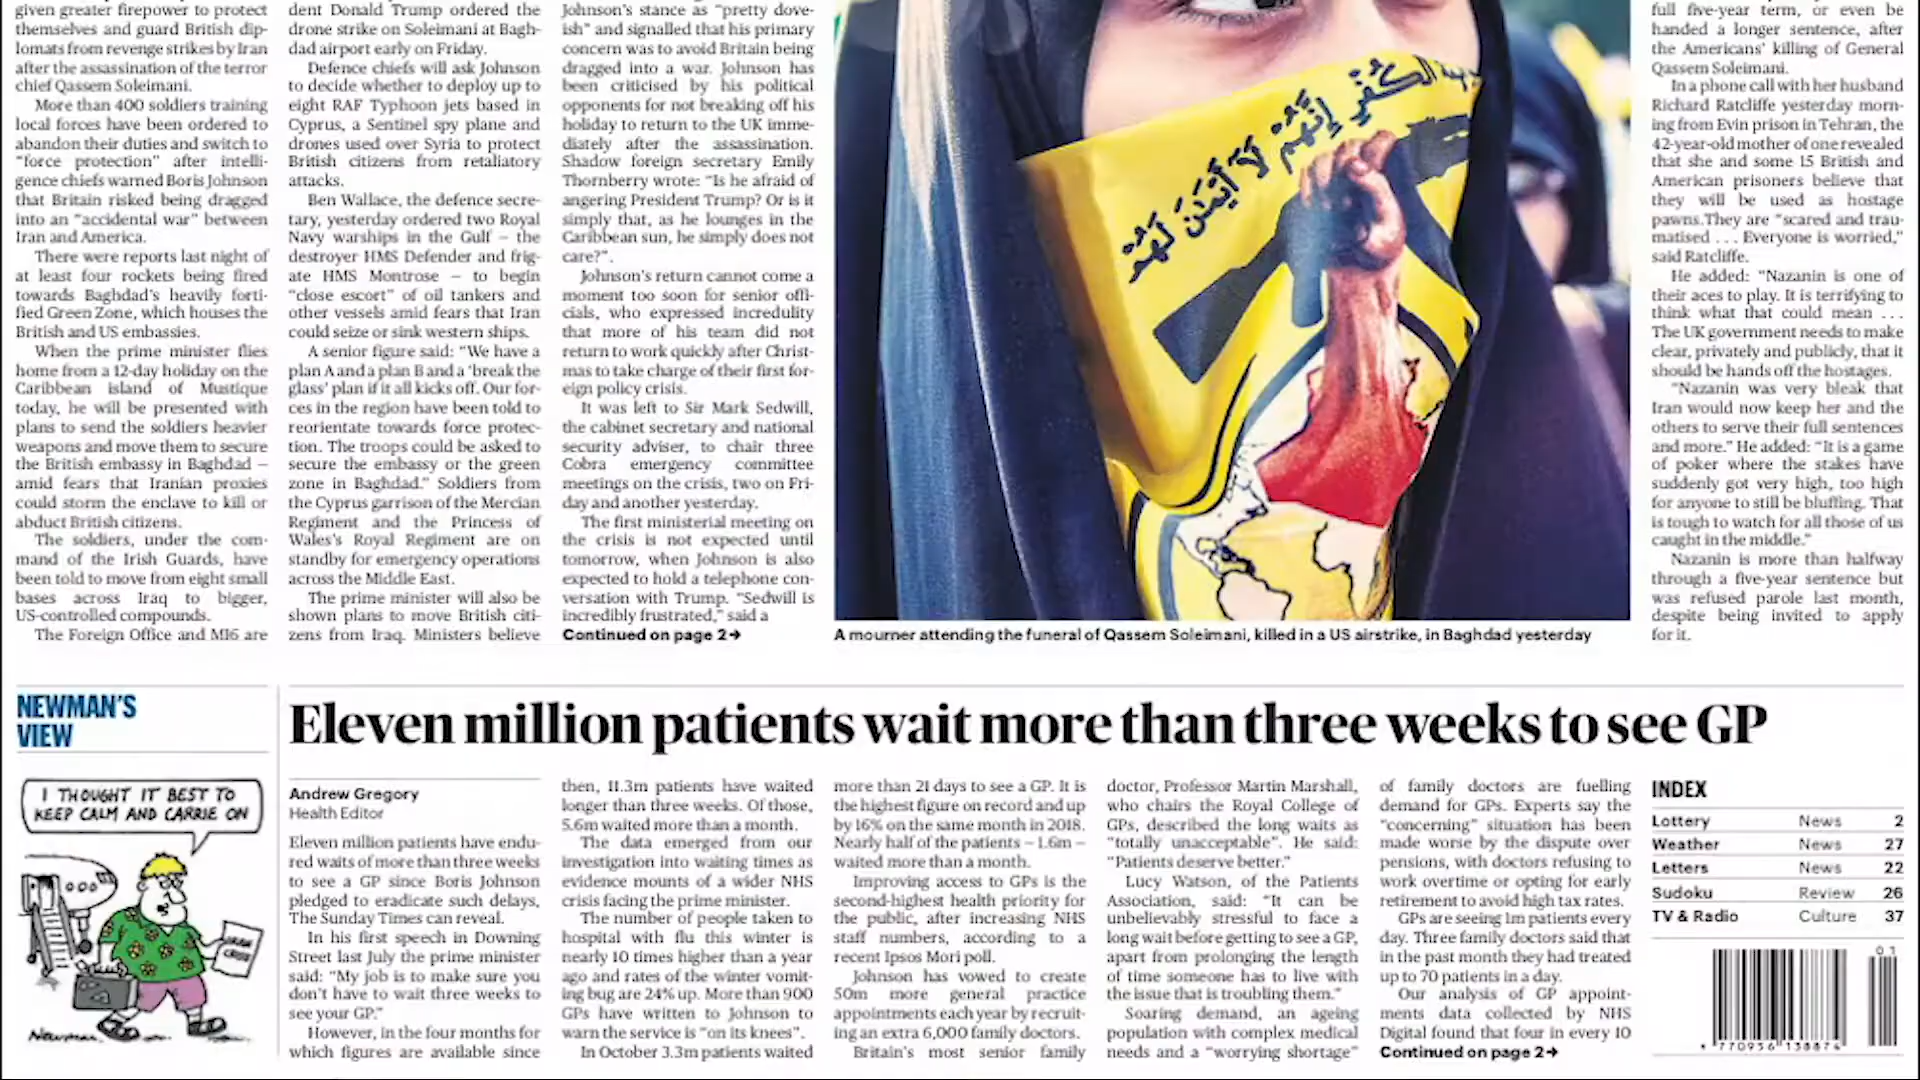 given greater firepower to protect
themselves and guard British dip-
lomats from revenge strikes by Iran
after the assassination of the terror
chief Qassem Soleimani.
More than 400 soldiers training
local forces have been ordered to
abandon their duties and switch to
“force protection” after intelli-
gence chiefs warned Boris Johnson
that Britain risked being dragged
into an “accidental war” between
Iran and America.
There were reports last night of
at least four rockets being fired
towards Baghdad’s heavily forti-
fied Green Zone, which houses the
British and US embassies.
When the prime minister flies
home from a 12-day holiday on the
Caribbean island of Mustique
today, he will be presented with
plans to send the soldiers heavier
weapons and move them to secure
the British embassy in Baghdad –
amid fears that Iranian proxies
could storm the enclave to kill or
abduct British citizens.
The soldiers, under the com-
mand of the Irish Guards, have
been told to move from eight small
bases across Iraq to bigger,
US-controlled compounds.
The Foreign Office and MI6 are
dent Donald Trump ordered the
drone strike on Soleimani at Bagh-
dad airport early on Friday.
Defence chiefs will ask Johnson
to decide whether to deploy up to
eight RAF Typhoon jets based in
Cyprus, a Sentinel spy plane and
drones used over Syria to protect
British citizens from retaliatory
attacks.
Ben Wallace, the defence secre-
tary, yesterday ordered two Royal
Navy warships in the Gulf – the
destroyer HMS Defender and frig-
ate HMS Montrose – to begin
“close escort” of oil tankers and
other vessels amid fears that Iran
could seize or sink western ships.
A senior figure said: “We have a
plan A and a plan B and a ‘break the
glass’ plan if it all kicks off. Our for-
ces in the region have been told to
reorientate towards force protec-
tion. The troops could be asked to
secure the embassy or the green
zone in Baghdad.” Soldiers from
the Cyprus garrison of the Mercian
Regiment and the Princess of
Wales’s Royal Regiment are on
standby for emergency operations
across the Middle East.
The prime minister will also be
shown plans to move British citi-
zens from Iraq. Ministers believe
Johnson’s stance as “pretty dove-
ish” and signalled that his primary
concern was to avoid Britain being
dragged into a war. Johnson has
been criticised by his political
opponents for not breaking off his
holiday to return to the UK imme-
diately after the assassination.
Shadow foreign secretary Emily
Thornberry wrote: “Is he afraid of
angering President Trump? Or is it
simply that, as he lounges in the
Caribbean sun, he simply does not
care?”.
Johnson’s return cannot come a
moment too soon for senior offi-
cials, who expressed incredulity
that more of his team did not
return to work quickly after Christ-
mas to take charge of their first for-
eign policy crisis.
It was left to Sir Mark Sedwill,
the cabinet secretary and national
security adviser, to chair three
Cobra emergency committee
meetings on the crisis, two on Fri-
day and another yesterday.
The first ministerial meeting on
the crisis is not expected until
tomorrow, when Johnson is also
expected to hold a telephone con-
versation with Trump. “Sedwill is
incredibly frustrated,” said a
Continued on page 2→
الكُفْرِ إِنَّهُمْ لَا أَيْمَٰنَ لَهُمْ
A mourner attending the funeral of Qassem Soleimani, killed in a US airstrike, in Baghdad yesterday
full five-year term, or even be
handed a longer sentence, after
the Americans’ killing of General
Qassem Soleimani.
In a phone call with her husband
Richard Ratcliffe yesterday morn-
ing from Evin prison in Tehran, the
42-year-old mother of one revealed
that she and some 15 British and
American prisoners believe that
they will be used as hostage
pawns.They are “scared and trau-
matised ... Everyone is worried,”
said Ratcliffe.
He added: “Nazanin is one of
their aces to play. It is terrifying to
think what that could mean ...
The UK government needs to make
clear, privately and publicly, that it
should be hands off the hostages.
“Nazanin was very bleak that
Iran would now keep her and the
others to serve their full sentences
and more.” He added: “It is a game
of poker where the stakes have
suddenly got very high, too high
for anyone to still be bluffing. That
is tough to watch for all those of us
caught in the middle.”
Nazanin is more than halfway
through a five-year sentence but
was refused parole last month,
despite being invited to apply
for it.
NEWMAN’S
VIEW
I THOUGHT IT BEST TO
KEEP CALM AND CARRIE ON
Newman
Eleven million patients wait more than three weeks to see GP
Andrew Gregory
Health Editor
Eleven million patients have endu-
red waits of more than three weeks
to see a GP since Boris Johnson
pledged to eradicate such delays,
The Sunday Times can reveal.
In his first speech in Downing
Street last July the prime minister
said: “My job is to make sure you
don’t have to wait three weeks to
see your GP.”
However, in the four months for
which figures are available since
then, 11.3m patients have waited
longer than three weeks. Of those,
5.6m waited more than a month.
The data emerged from our
investigation into waiting times as
evidence mounts of a wider NHS
crisis facing the prime minister.
The number of people taken to
hospital with flu this winter is
nearly 10 times higher than a year
ago and rates of the winter vomit-
ing bug are 24% up. More than 900
GPs have written to Johnson to
warn the service is “on its knees”.
In October 3.3m patients waited
more than 21 days to see a GP. It is
the highest figure on record and up
by 16% on the same month in 2018.
Nearly half of the patients – 1.6m –
waited more than a month.
Improving access to GPs is the
second-highest health priority for
the public, after increasing NHS
staff numbers, according to a
recent Ipsos Mori poll.
Johnson has vowed to create
50m more general practice
appointments each year by recruit-
ing an extra 6,000 family doctors.
Britain’s most senior family
doctor, Professor Martin Marshall,
who chairs the Royal College of
GPs, described the long waits as
“totally unacceptable”. He said:
“Patients deserve better.”
Lucy Watson, of the Patients
Association, said: “It can be
unbelievably stressful to face a
long wait before getting to see a GP,
apart from prolonging the length
of time someone has to live with
the issue that is troubling them.”
Soaring demand, an ageing
population with complex medical
needs and a “worrying shortage”
of family doctors are fuelling
demand for GPs. Experts say the
“concerning” situation has been
made worse by the dispute over
pensions, with doctors refusing to
work overtime or opting for early
retirement to avoid high tax rates.
GPs are seeing 1m patients every
day. Three family doctors said that
in the past month they had treated
up to 70 patients in a day.
Our analysis of GP appoint-
ments data collected by NHS
Digital found that four in every 10
Continued on page 2→
INDEX
Lottery News 2
Weather News 27
Letters News 22
Sudoku Review 26
TV & Radio Culture 37
01
9 770956 138876